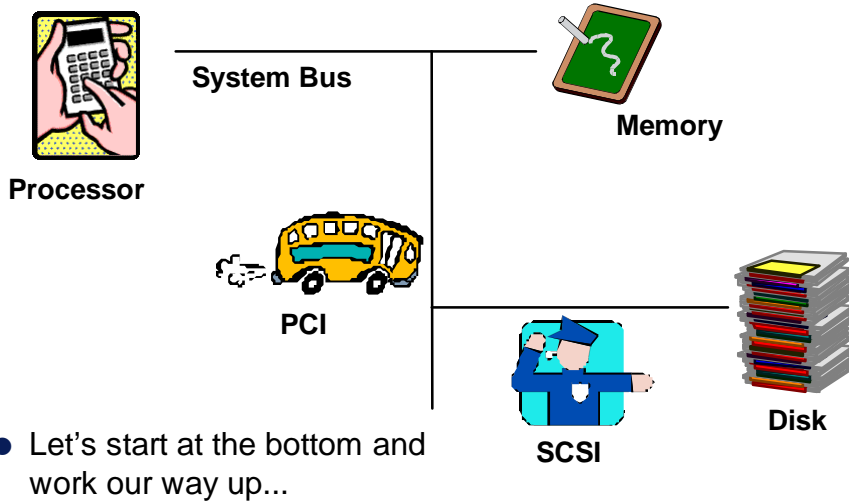 System Bus
Memory
Processor
PCI
Disk
SCSI
● Let's start at the bottom and
work our way up...